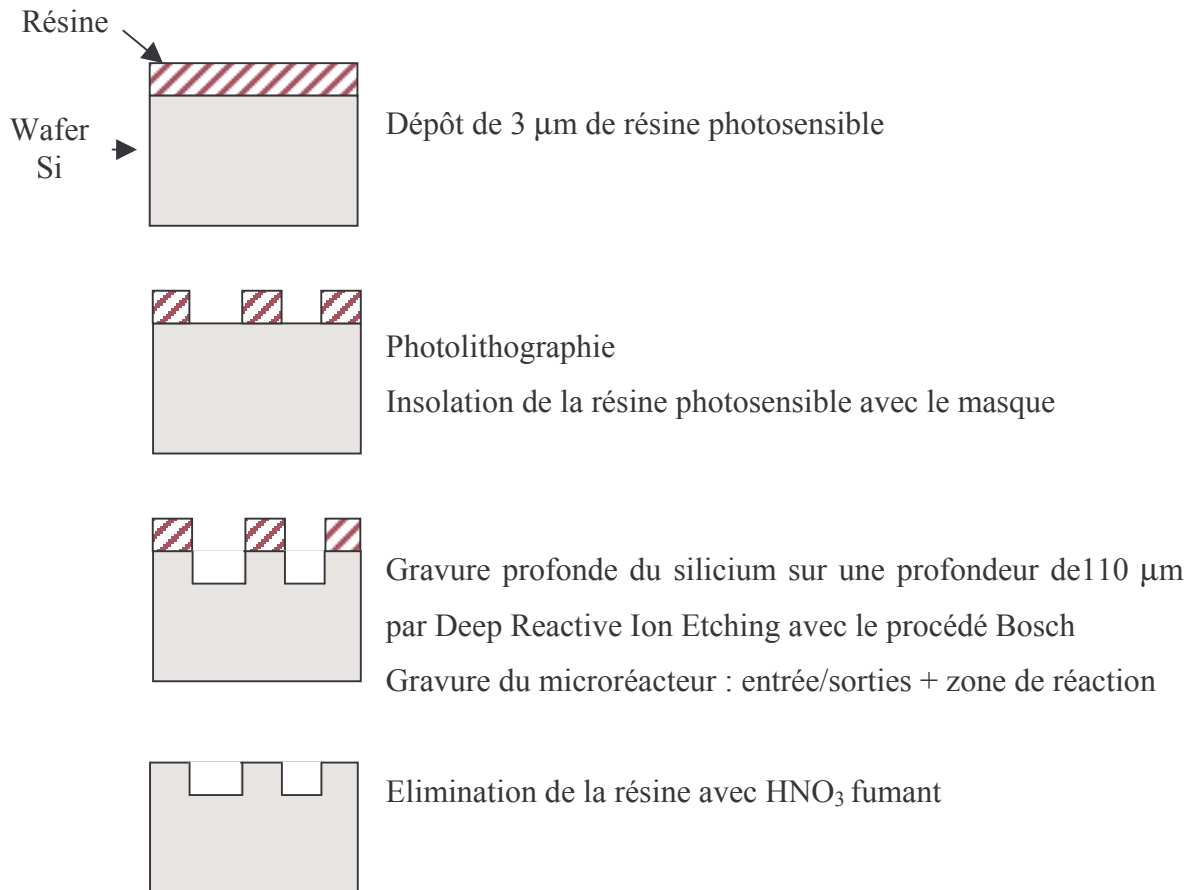 Résine
Wafer
Si
Dépôt de 3 μm de résine photosensible
Photolithographie
Insolation de la résine photosensible avec le masque
Gravure profonde du silicium sur une profondeur de110 μm
par Deep Reactive Ion Etching avec le procédé Bosch
Gravure du microréacteur : entrée/sorties + zone de réaction
Elimination de la résine avec HNO₃ fumant